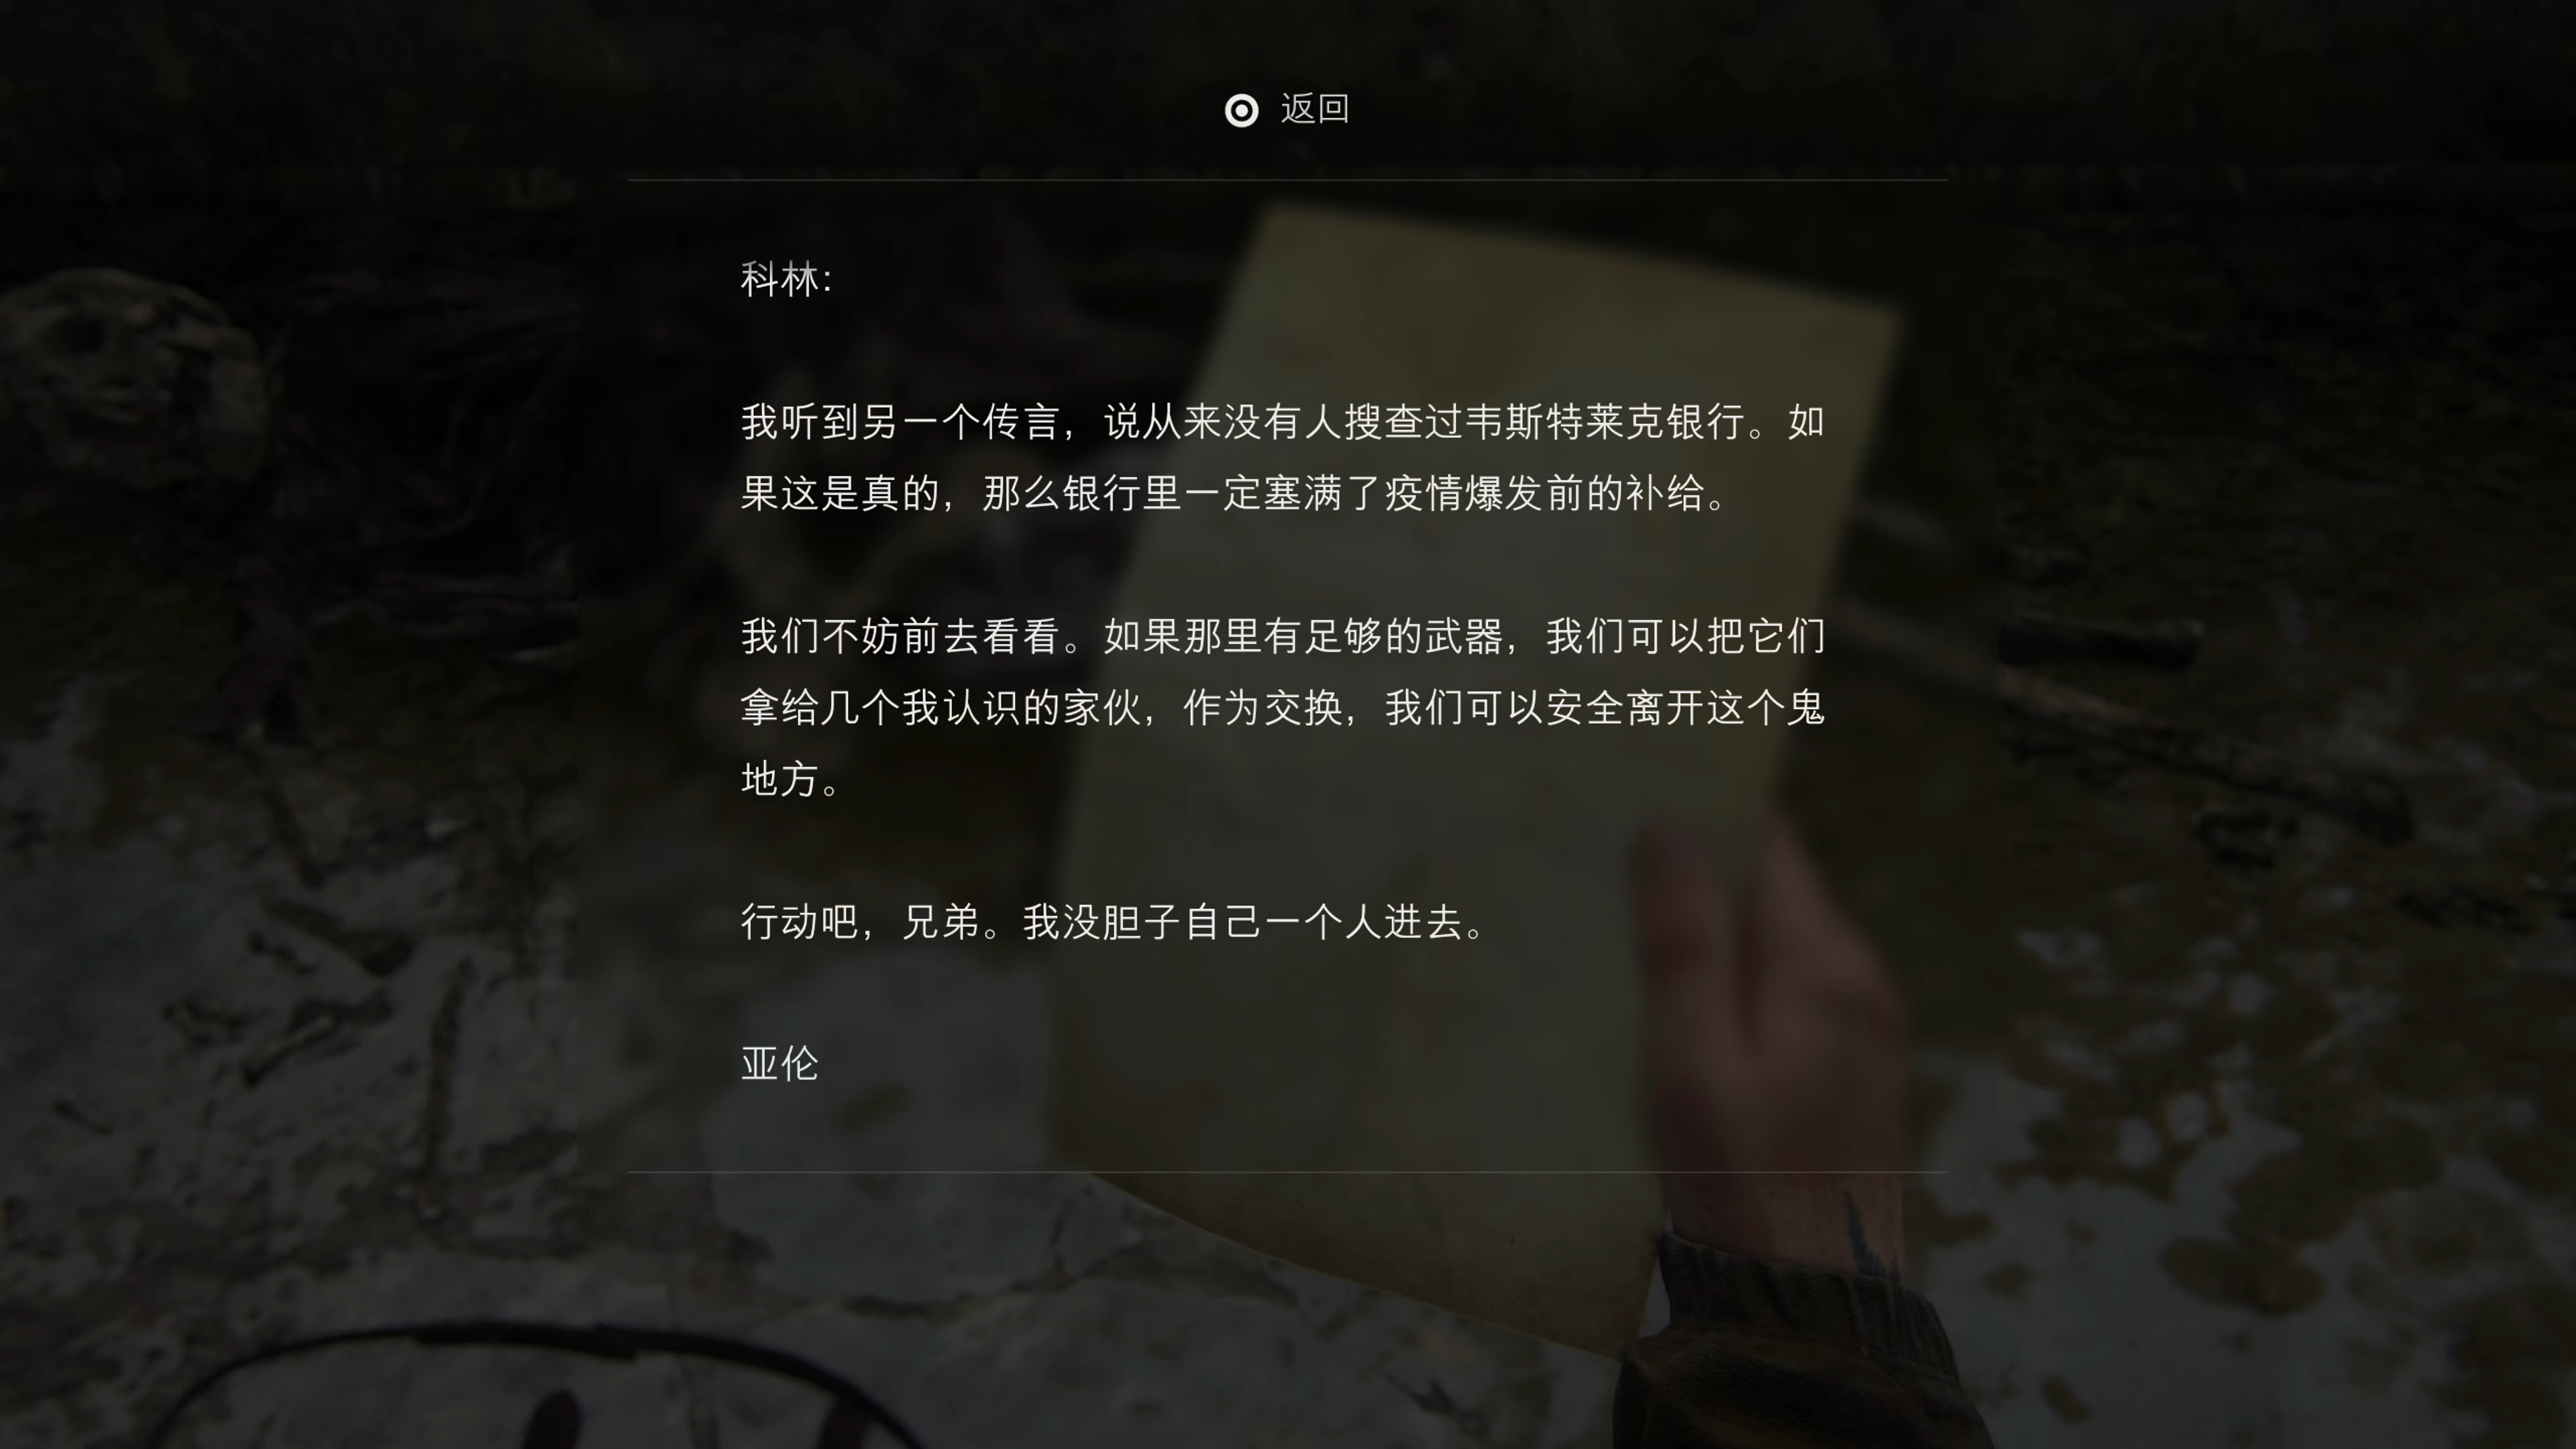 返回
科林：
我听到另一个传言，说从来没有人搜查过韦斯特莱克银行。如
果这是真的，那么银行里一定塞满了疫情爆发前的补给。
我们不妨前去看看。如果那里有足够的武器，我们可以把它们
拿给几个我认识的家伙，作为交换，我们可以安全离开这个鬼
地方。
行动吧，兄弟。我没胆子自己一个人进去。
亚伦